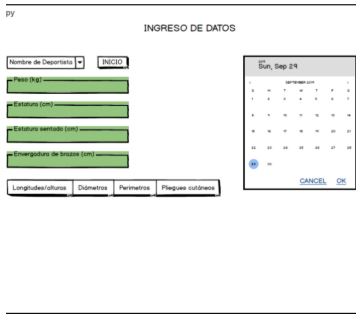 py
INGRESO DE DATOS
Nombre de Deportista
INICIO
Peso (kg)
Estatura (cm)
Estatura sentado (cm)
Envergadura de brazos (cm)
Longitudes/alturas Diámetros Perimetros Pliegues cutáneos
2019
Sun, Sep 29
SEPTEMBER 2019
S M T W T F S
1 2 3 4 5 6 7
8 9 10 11 12 13 14
15 16 17 18 19 20 21
22 23 24 25 26 27 28
29 30
CANCEL OK